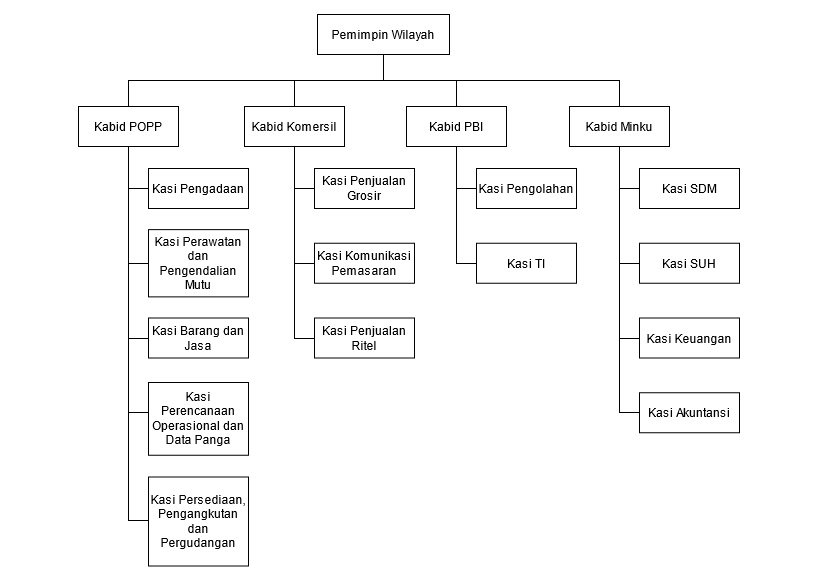 Pemimpin Wilayah
Kabid POPP
Kabid Komersil
Kabid PBI
Kabid Minku
Kasi Pengadaan
Kasi Perawatan
dan
Pengendalian
Mutu
Kasi Barang dan
Jasa
Kasi
Perencanaan
Operasional dan
Data Panga
Kasi Persediaan,
Pengangkutan
dan
Pergudangan
Kasi Penjualan
Grosir
Kasi Komunikasi
Pemasaran
Kasi Penjualan
Ritel
Kasi Pengolahan
Kasi TI
Kasi SDM
Kasi SUH
Kasi Keuangan
Kasi Akuntansi